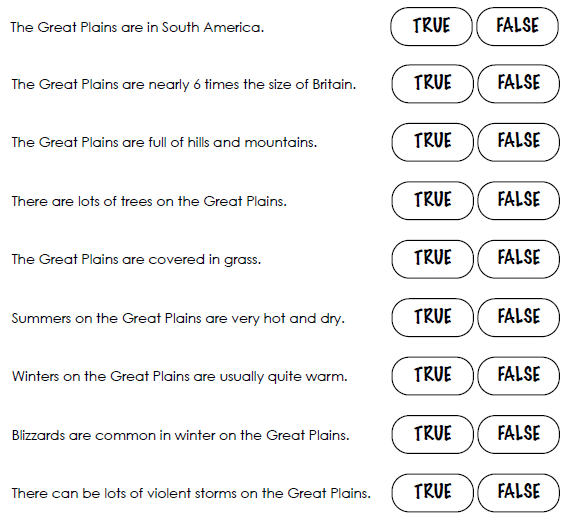 The Great Plains are in South America. TRUE FALSE
The Great Plains are nearly 6 times the size of Britain. TRUE FALSE
The Great Plains are full of hills and mountains. TRUE FALSE
There are lots of trees on the Great Plains. TRUE FALSE
The Great Plains are covered in grass. TRUE FALSE
Summers on the Great Plains are very hot and dry. TRUE FALSE
Winters on the Great Plains are usually quite warm. TRUE FALSE
Blizzards are common in winter on the Great Plains. TRUE FALSE
There can be lots of violent storms on the Great Plains. TRUE FALSE